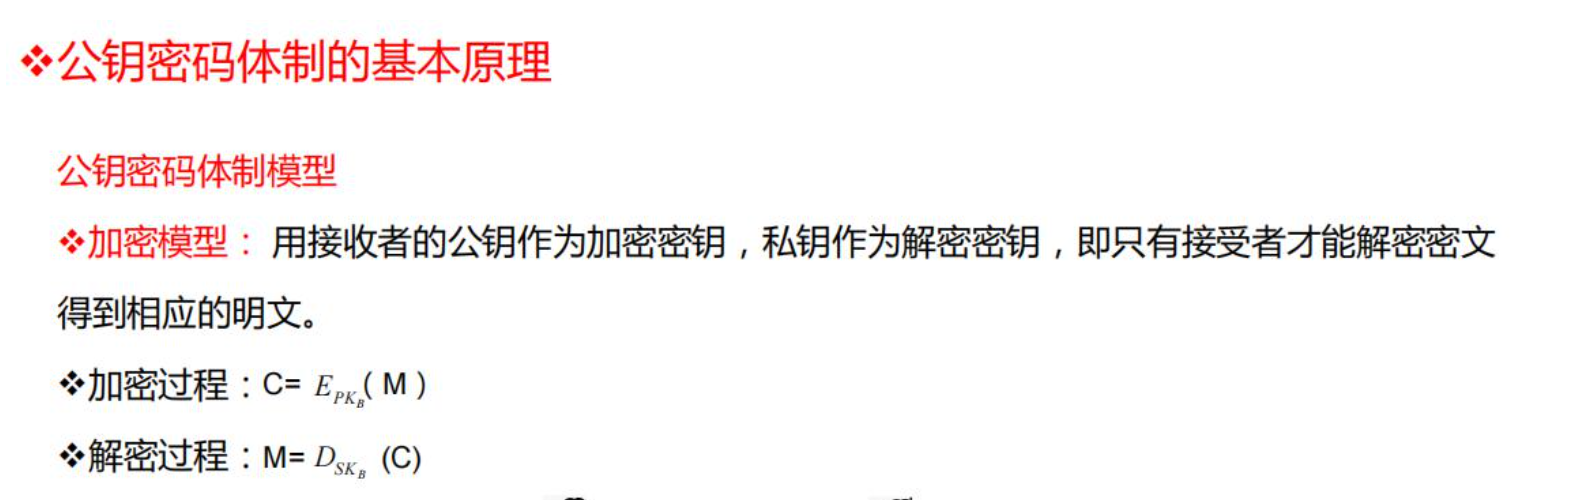 ❖公钥密码体制的基本原理
公钥密码体制模型
❖加密模型： 用接收者的公钥作为加密密钥，私钥作为解密密钥，即只有接受者才能解密密文
得到相应的明文。
❖加密过程：C= E_{PK_B}( M )
❖解密过程：M= D_{SK_B} (C)